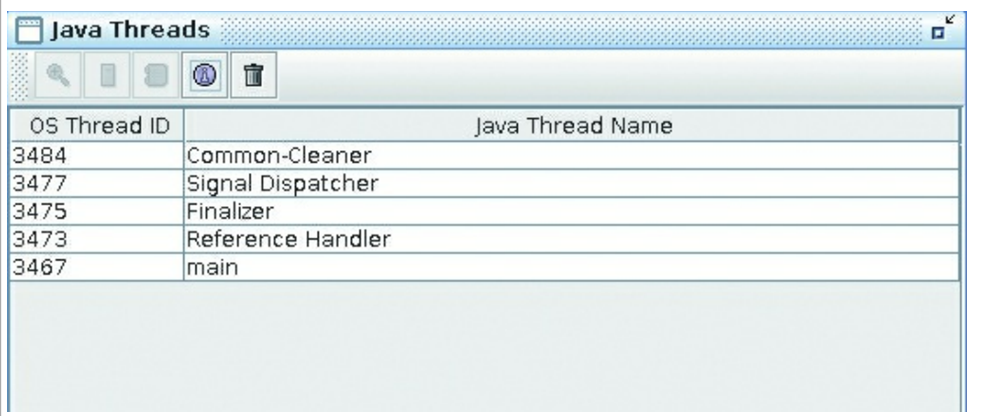 Java Threads
OS Thread ID Java Thread Name
3484 Common-Cleaner
3477 Signal Dispatcher
3475 Finalizer
3473 Reference Handler
3467 main